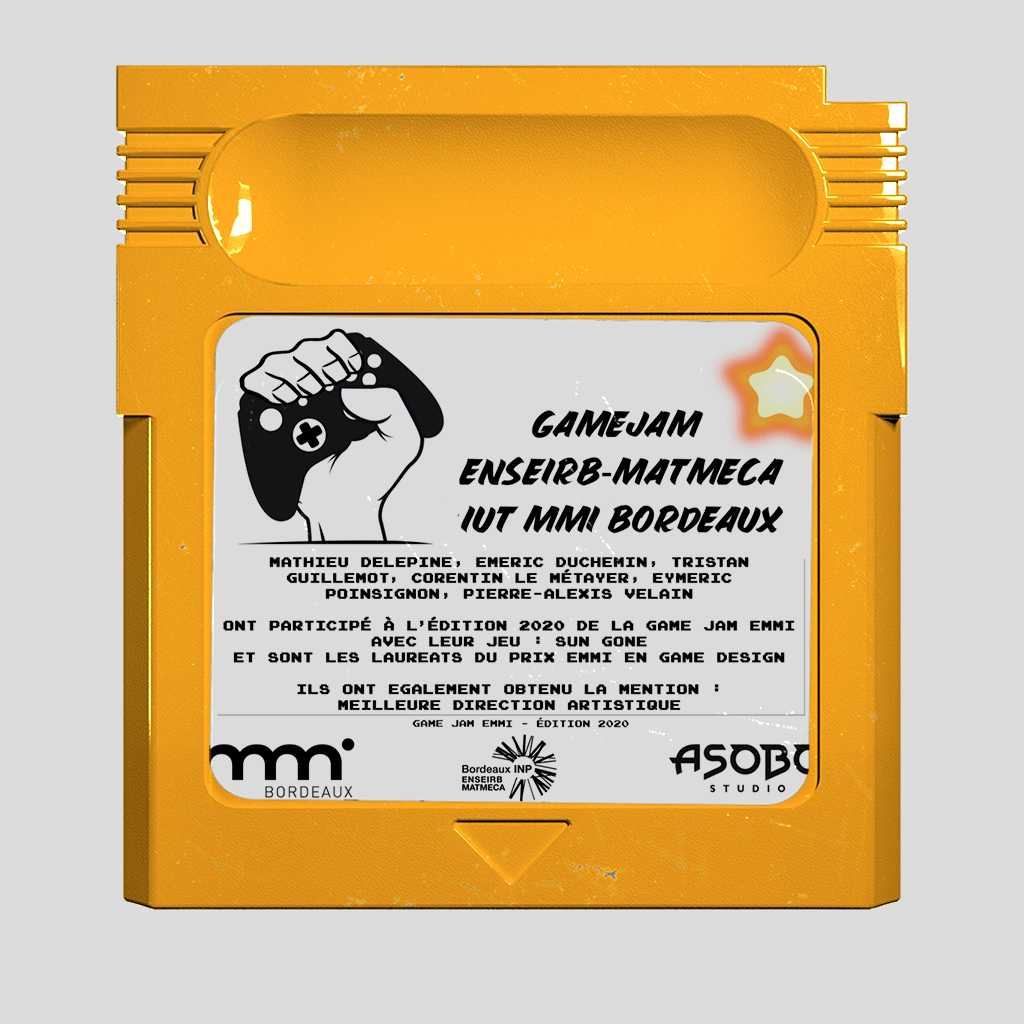 GAMEJAM
ENSEIRB-MATMECA
IUT MMI BORDEAUX
MATHIEU DELEPINE, EMERIC DUCHEMIN, TRISTAN
GUILLEMOT, CORENTIN LE MÉTAYER, EYMERIC
POINSIGNON, PIERRE-ALEXIS VELAIN
ONT PARTICIPÉ À L'ÉDITION 2020 DE LA GAME JAM EMMI
AVEC LEUR JEU : SUN GONE
ET SONT LES LAUREATS DU PRIX EMMI EN GAME DESIGN
ILS ONT EGALEMENT OBTENU LA MENTION :
MEILLEURE DIRECTION ARTISTIQUE
GAME JAM EMMI - ÉDITION 2020
mmi
BORDEAUX
Bordeaux INP
ENSEIRB
MATMECA
ASOBO
STUDIO